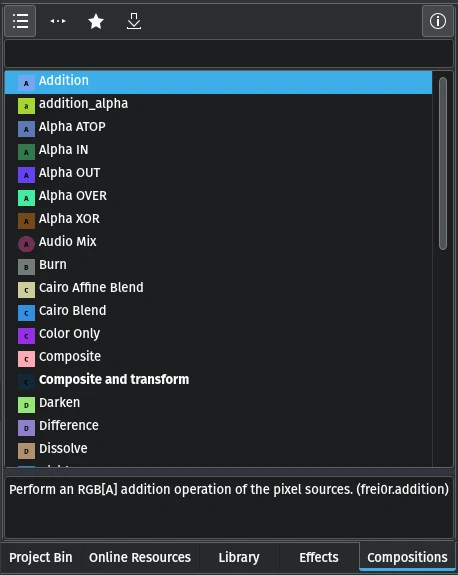 A Addition
a addition_alpha
A Alpha ATOP
A Alpha IN
A Alpha OUT
A Alpha OVER
A Alpha XOR
A Audio Mix
B Burn
C Cairo Affine Blend
C Cairo Blend
C Color Only
C Composite
C Composite and transform
D Darken
D Difference
D Dissolve
Perform an RGB[A] addition operation of the pixel sources. (frei0r.addition)
Project Bin Online Resources Library Effects Compositions